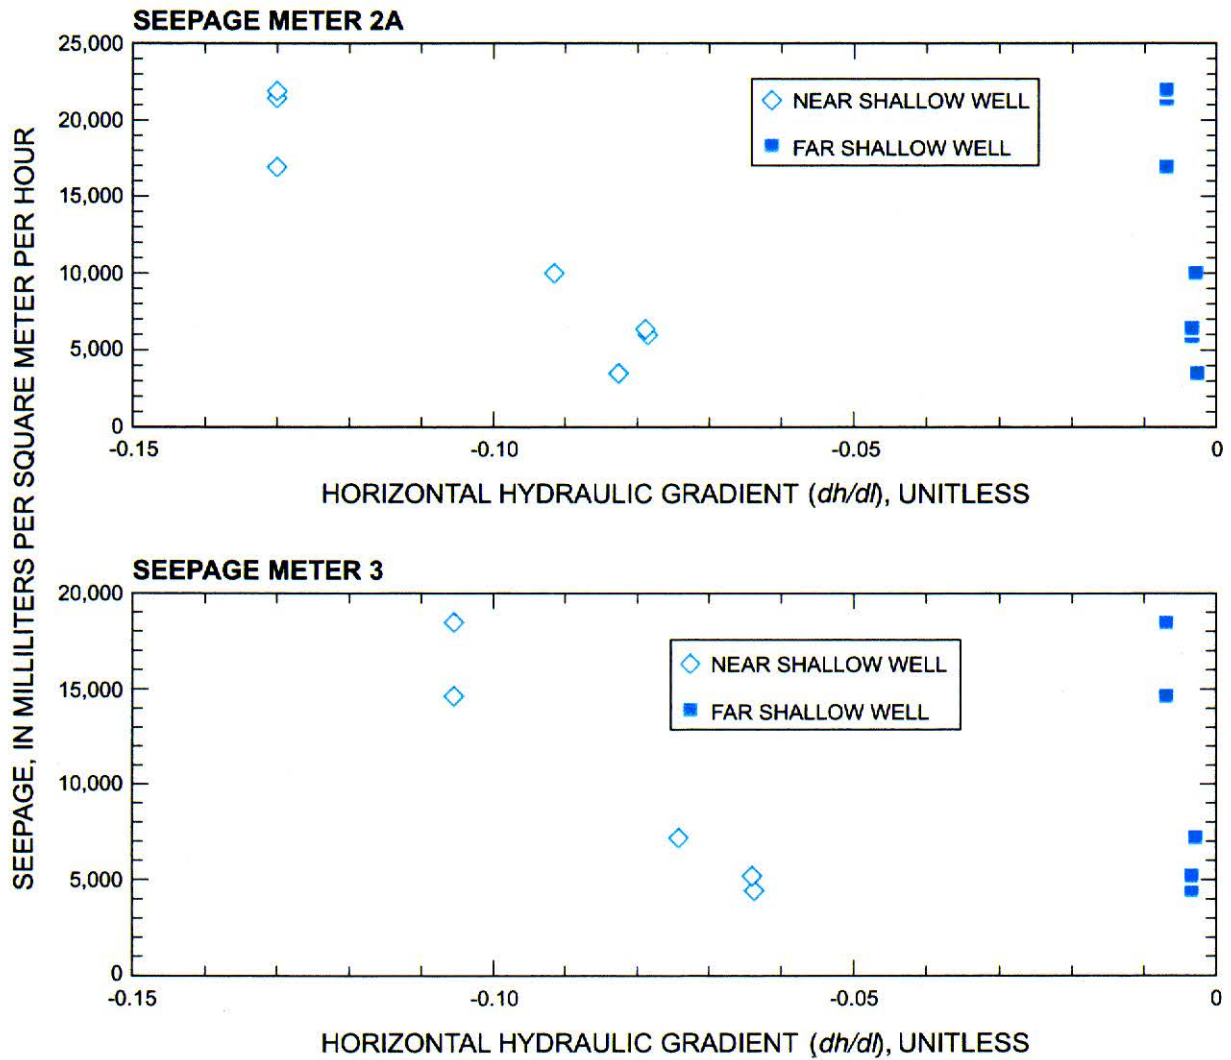 SEEPAGE METER 2A
25,000
20,000
15,000
10,000
5,000
0
NEAR SHALLOW WELL
FAR SHALLOW WELL
-0.15
-0.10
-0.05
0
HORIZONTAL HYDRAULIC GRADIENT (dh/dl), UNITLESS
SEEPAGE, IN MILLILITERS PER SQUARE METER PER HOUR
SEEPAGE METER 3
20,000
15,000
10,000
5,000
0
NEAR SHALLOW WELL
FAR SHALLOW WELL
-0.15
-0.10
-0.05
0
HORIZONTAL HYDRAULIC GRADIENT (dh/dl), UNITLESS